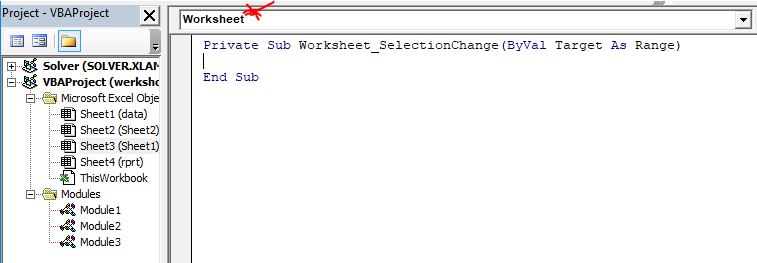 Project - VBAProject
Solver (SOLVER.XLAM
VBAProject (werksho
Microsoft Excel Obje
Sheet1 (data)
Sheet2 (Sheet2)
Sheet3 (Sheet1)
Sheet4 (rprt)
ThisWorkbook
Modules
Module1
Module2
Module3
Worksheet
Private Sub Worksheet_SelectionChange(ByVal Target As Range)
End Sub